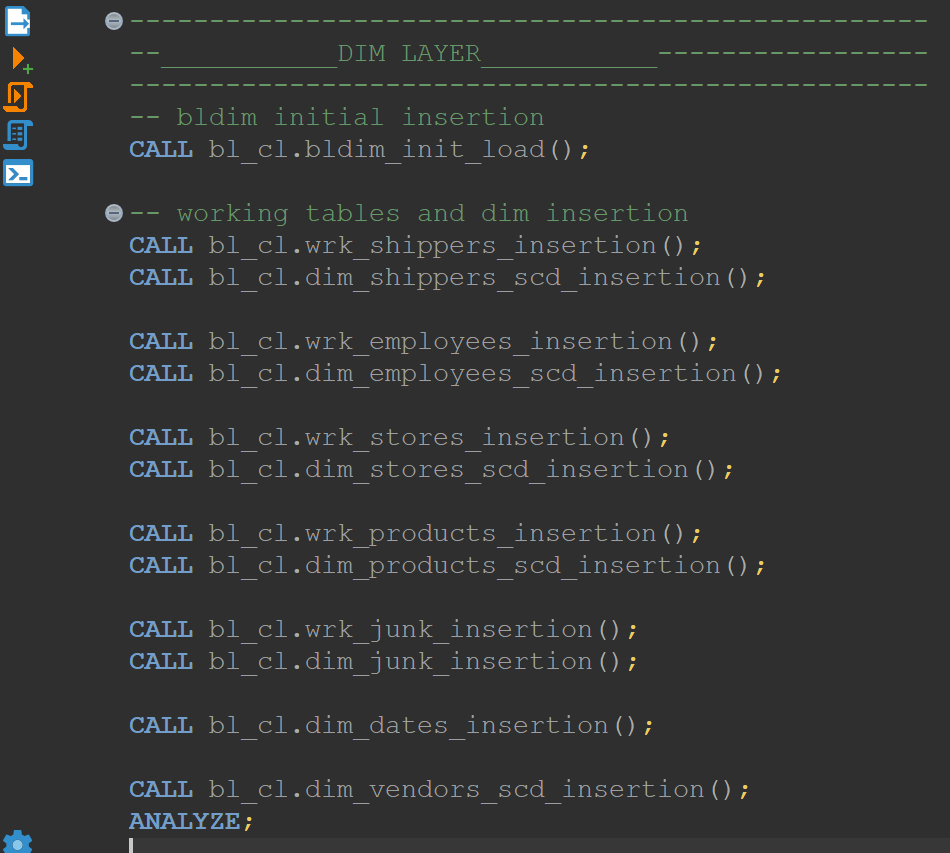 --------------------------------------------------
--___________DIM LAYER___________-----------------
--------------------------------------------------
-- bldim initial insertion
CALL bl_cl.bldim_init_load();
-- working tables and dim insertion
CALL bl_cl.wrk_shippers_insertion();
CALL bl_cl.dim_shippers_scd_insertion();
CALL bl_cl.wrk_employees_insertion();
CALL bl_cl.dim_employees_scd_insertion();
CALL bl_cl.wrk_stores_insertion();
CALL bl_cl.dim_stores_scd_insertion();
CALL bl_cl.wrk_products_insertion();
CALL bl_cl.dim_products_scd_insertion();
CALL bl_cl.wrk_junk_insertion();
CALL bl_cl.dim_junk_insertion();
CALL bl_cl.dim_dates_insertion();
CALL bl_cl.dim_vendors_scd_insertion();
ANALYZE;